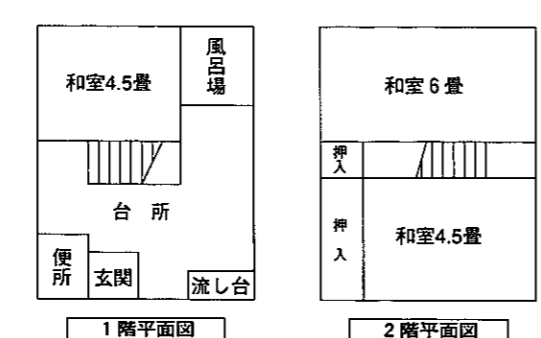 和室4.5畳
風呂場
台所
便所
玄関
流し台
1階平面図
和室6畳
押入
押入
和室4.5畳
2階平面図